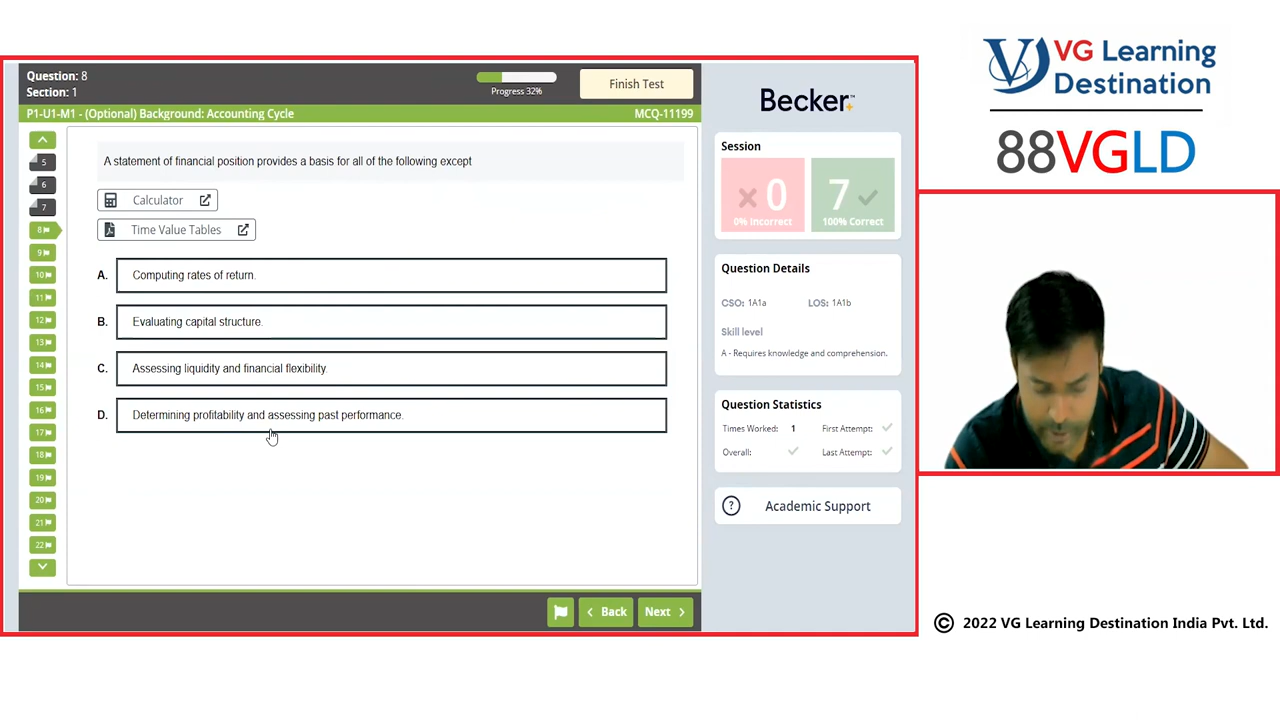 Question: 8
Section: 1
Progress 32%
Finish Test
P1-U1-M1 - (Optional) Background: Accounting Cycle
MCQ-11199
5
6
7
8
9
10
11
12
13
14
15
16
17
18
19
20
21
22
A statement of financial position provides a basis for all of the following except
Calculator
Time Value Tables
A. Computing rates of return.
B. Evaluating capital structure.
C. Assessing liquidity and financial flexibility.
D. Determining profitability and assessing past performance.
Back
Next
Becker
Session
0
0% Incorrect
7
100% Correct
Question Details
CSO: 1A1a
LOS: 1A1b
Skill level
A - Requires knowledge and comprehension.
Question Statistics
Times Worked: 1
First Attempt:
Overall:
Last Attempt:
? Academic Support
VG Learning
Destination
88VGLD
© 2022 VG Learning Destination India Pvt. Ltd.